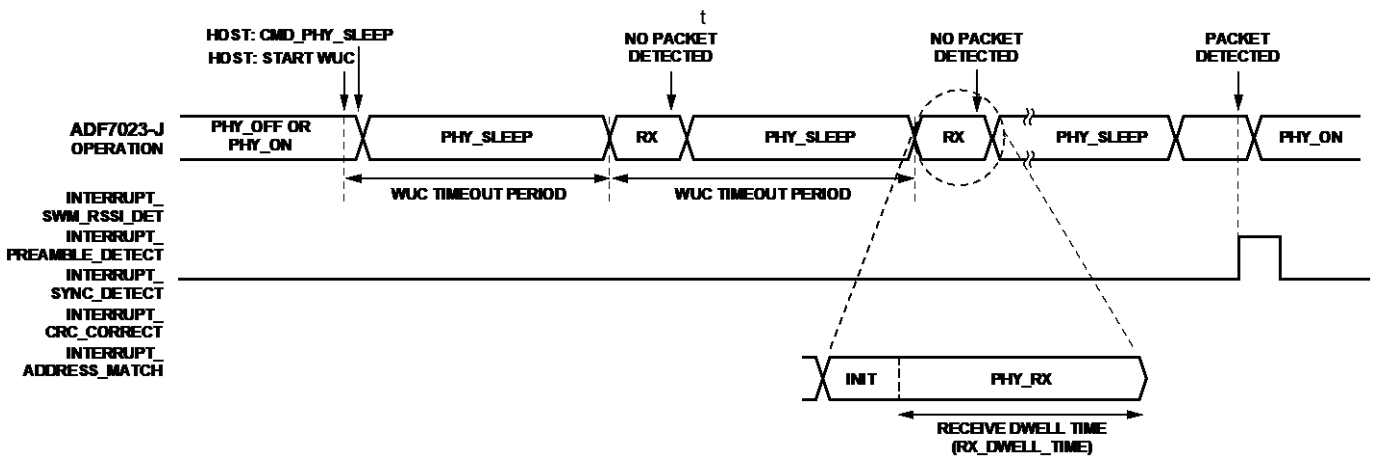 t
HOST: CMD_PHY_SLEEP
HOST: START WUC
NO PACKET
DETECTED
NO PACKET
DETECTED
PACKET
DETECTED
ADF7023-J
OPERATION
PHY_OFF OR
PHY_ON
PHY_SLEEP
RX
PHY_SLEEP
RX
PHY_SLEEP
PHY_ON
WUC TIMEOUT PERIOD
WUC TIMEOUT PERIOD
INTERRUPT_
SWM_RSSI_DET
INTERRUPT_
PREAMBLE_DETECT
INTERRUPT_
SYNC_DETECT
INTERRUPT_
CRC_CORRECT
INTERRUPT_
ADDRESS_MATCH
INIT
PHY_RX
RECEIVE DWELL TIME
(RX_DWELL_TIME)